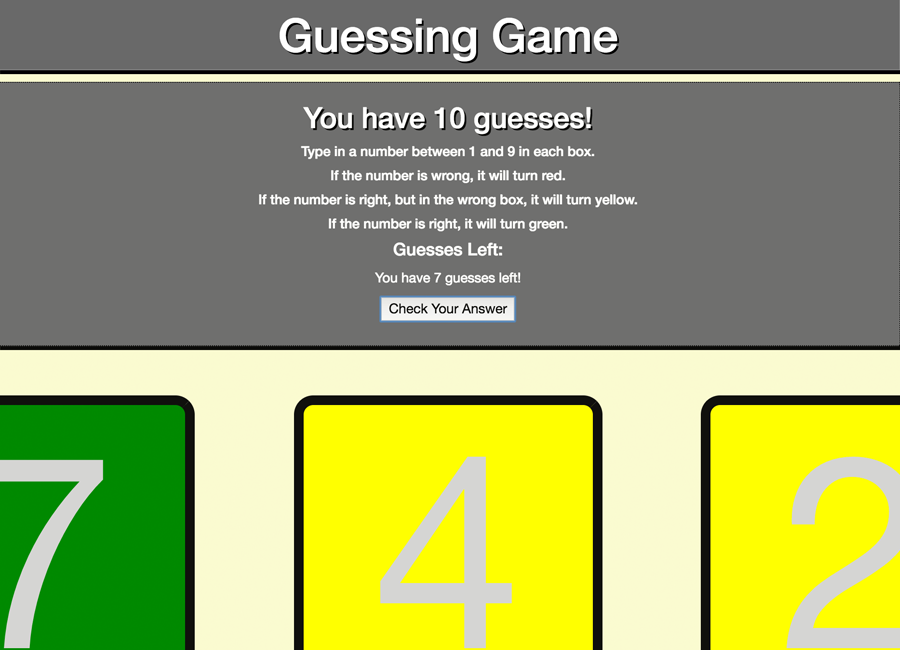 Guessing Game
You have 10 guesses!
Type in a number between 1 and 9 in each box.
If the number is wrong, it will turn red.
If the number is right, but in the wrong box, it will turn yellow.
If the number is right, it will turn green.
Guesses Left:
You have 7 guesses left!
Check Your Answer
7 4 2